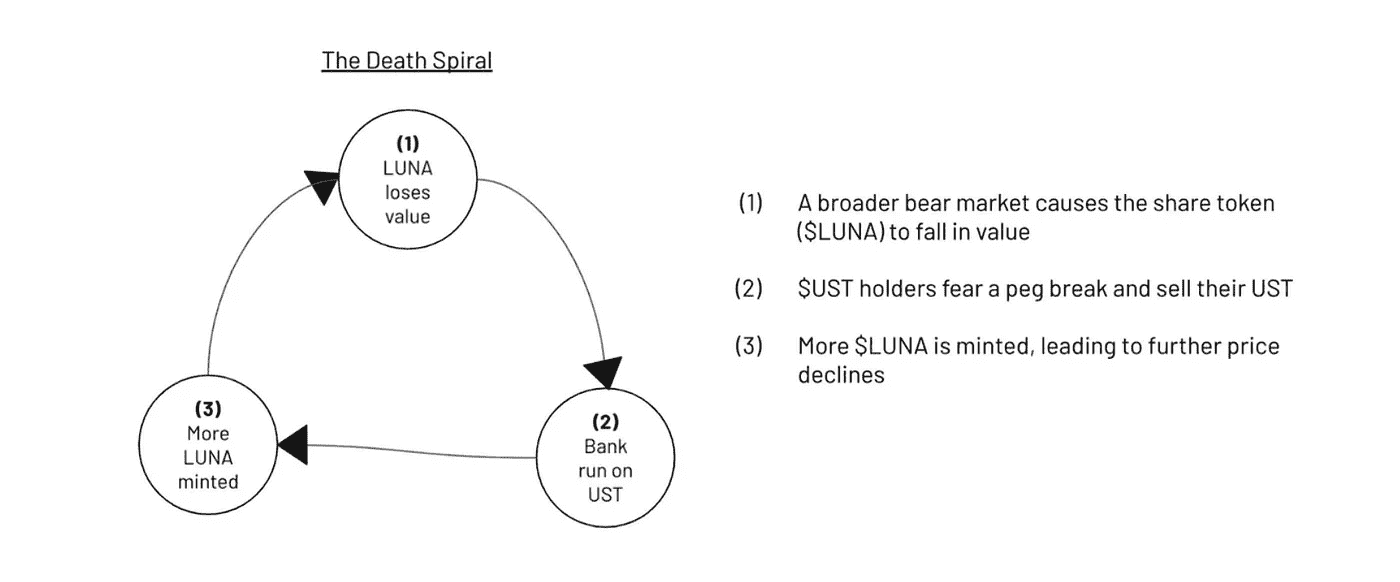 The Death Spiral
(1)
LUNA
loses
value
(2)
Bank
run on
UST
(3)
More
LUNA
minted
(1) A broader bear market causes the share token
($LUNA) to fall in value
(2) $UST holders fear a peg break and sell their UST
(3) More $LUNA is minted, leading to further price
declines